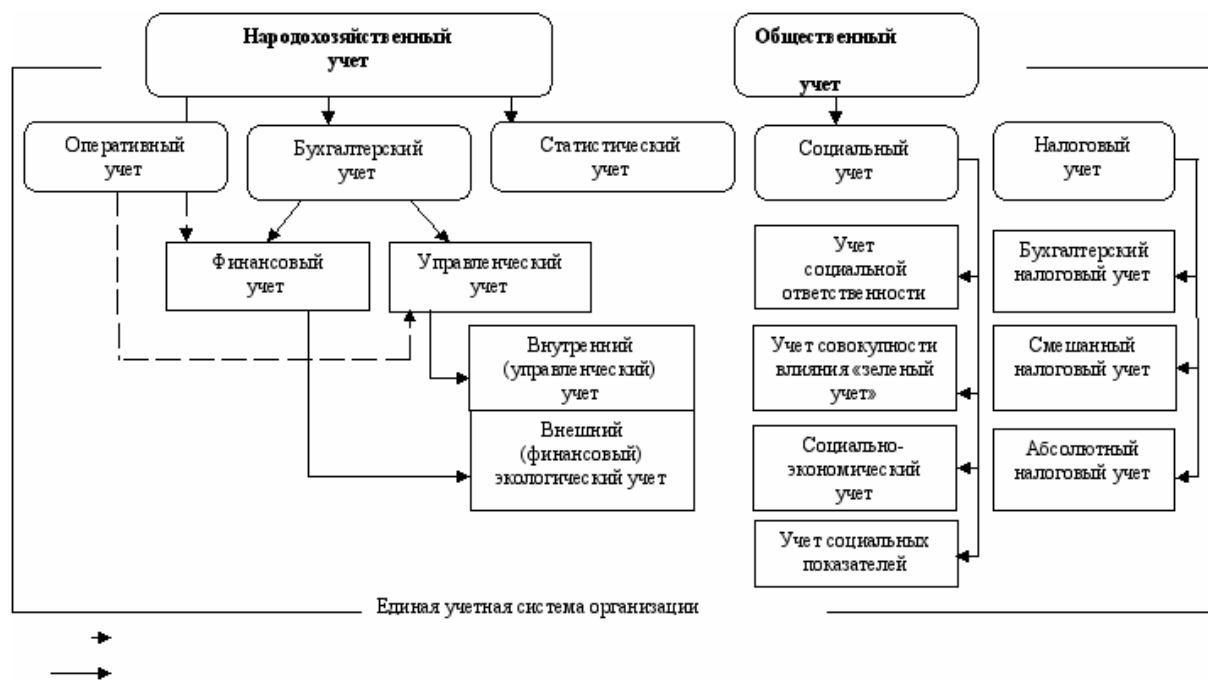 Народохозяйственный
учет
Общественный
учет
Оперативный
учет
Бухгалтерский
учет
Статистический
учет
Социальный
учет
Налоговый
учет
Финансовый
учет
Управленческий
учет
Учет
социальной
ответственности
Бухгалтерский
налоговый учет
Внутренний
(управленческий)
учет
Учет совокупности
влияния «зеленый
учет»
Смешанный
налоговый учет
Внешний
(финансовый)
экологический учет
Социально-
экономический
учет
Абсолютный
налоговый учет
Учет социальных
показателей
Единая учетная система организации